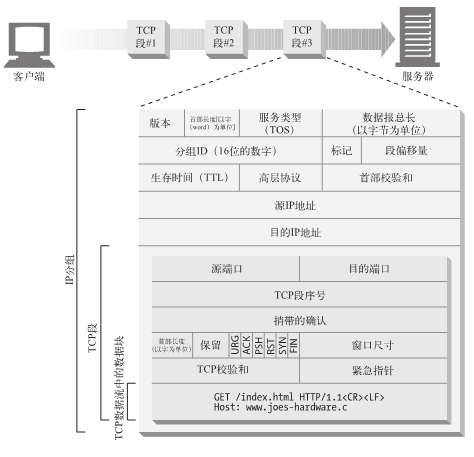 TCP
段#1
TCP
段#2
TCP
段#3
客户端
服务器
版本
首部长度[以字
(word) 为单位]
服务类型
(TOS)
数据报总长
(以字节为单位)
分组ID（16位的数字）
标记
段偏移量
生存时间（TTL）
高层协议
首部校验和
源IP地址
目的IP地址
IP分组
TCP段
TCP数据流中的数据块
源端口
目的端口
TCP段序号
捎带的确认
首部长度
(以字为单位)
保留
URG
ACK
PSH
RST
SYN
FIN
窗口尺寸
TCP校验和
紧急指针
GET /index.html HTTP/1.1<CR><LF>
Host: www.joes-hardware.c